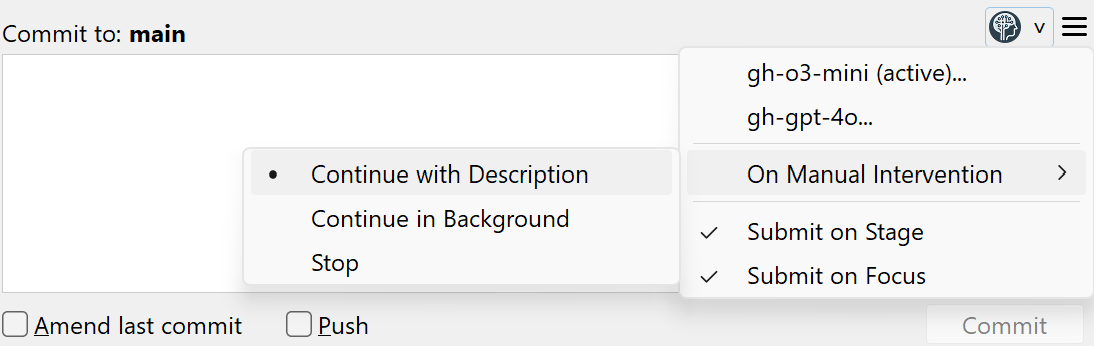 Commit to: main
v
gh-o3-mini (active)...
gh-gpt-4o...
On Manual Intervention
Continue with Description
Continue in Background
Stop
Submit on Stage
Submit on Focus
Amend last commit
Push
Commit